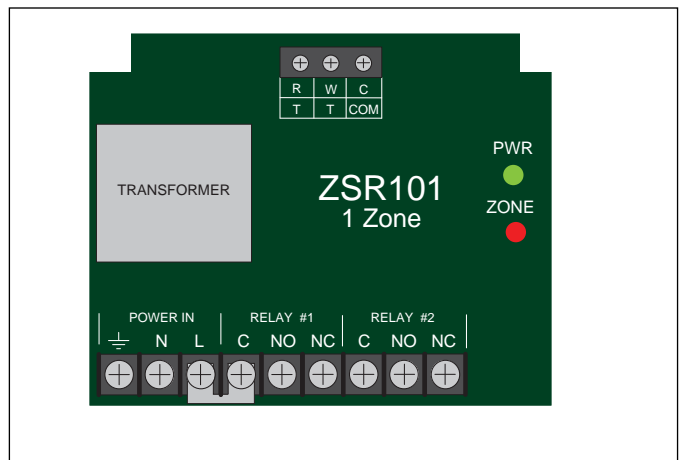 R W C
T T COM
PWR
TRANSFORMER
ZSR101
1 Zone
ZONE
POWER IN RELAY #1 RELAY #2
N L C NO NC C NO NC